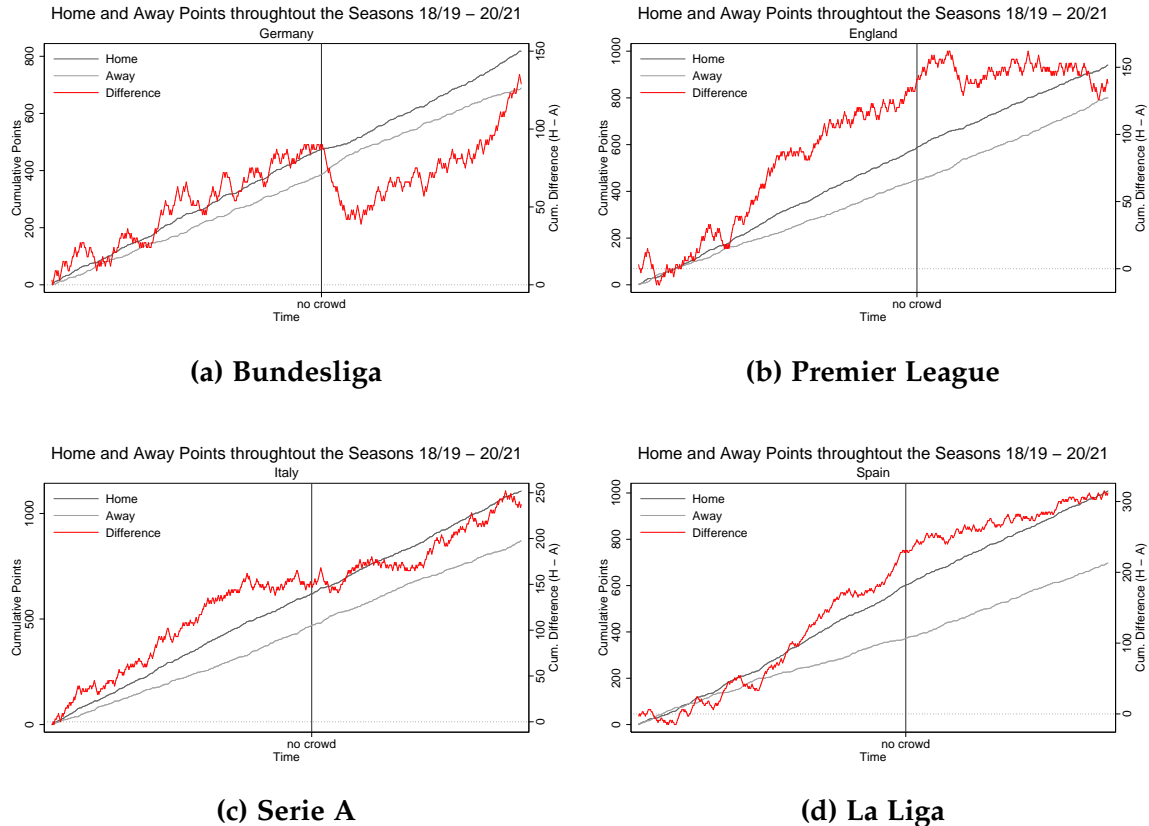 Home and Away Points throughtout the Seasons 18/19 − 20/21
Germany
Home
Away
Difference
Cumulative Points
0 200 400 600 800
Cum. Difference (H − A)
0 50 100 150
no crowd
Time
(a) Bundesliga
Home and Away Points throughtout the Seasons 18/19 − 20/21
England
Home
Away
Difference
Cumulative Points
0 200 400 600 800 1000
Cum. Difference (H − A)
0 50 100 150
no crowd
Time
(b) Premier League
Home and Away Points throughtout the Seasons 18/19 − 20/21
Italy
Home
Away
Difference
Cumulative Points
0 500 1000
Cum. Difference (H − A)
0 50 100 150 200 250
no crowd
Time
(c) Serie A
Home and Away Points throughtout the Seasons 18/19 − 20/21
Spain
Home
Away
Difference
Cumulative Points
0 200 400 600 800 1000
Cum. Difference (H − A)
0 100 200 300
no crowd
Time
(d) La Liga